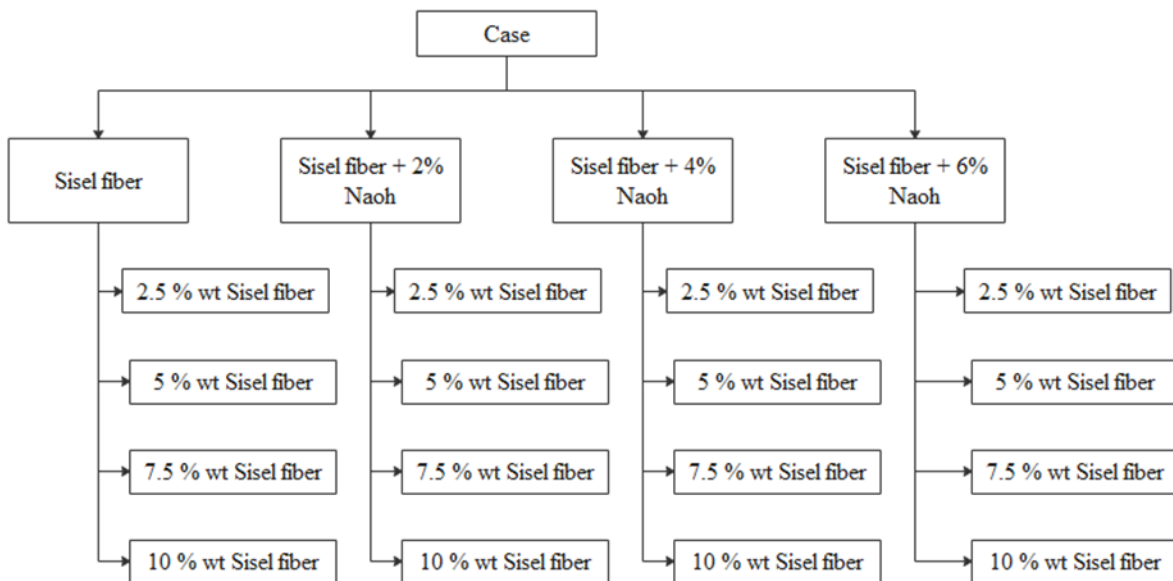 Case
Sisel fiber
Sisel fiber + 2%
Naoh
Sisel fiber + 4%
Naoh
Sisel fiber + 6%
Naoh
2.5 % wt Sisel fiber
2.5 % wt Sisel fiber
2.5 % wt Sisel fiber
2.5 % wt Sisel fiber
5 % wt Sisel fiber
5 % wt Sisel fiber
5 % wt Sisel fiber
5 % wt Sisel fiber
7.5 % wt Sisel fiber
7.5 % wt Sisel fiber
7.5 % wt Sisel fiber
7.5 % wt Sisel fiber
10 % wt Sisel fiber
10 % wt Sisel fiber
10 % wt Sisel fiber
10 % wt Sisel fiber